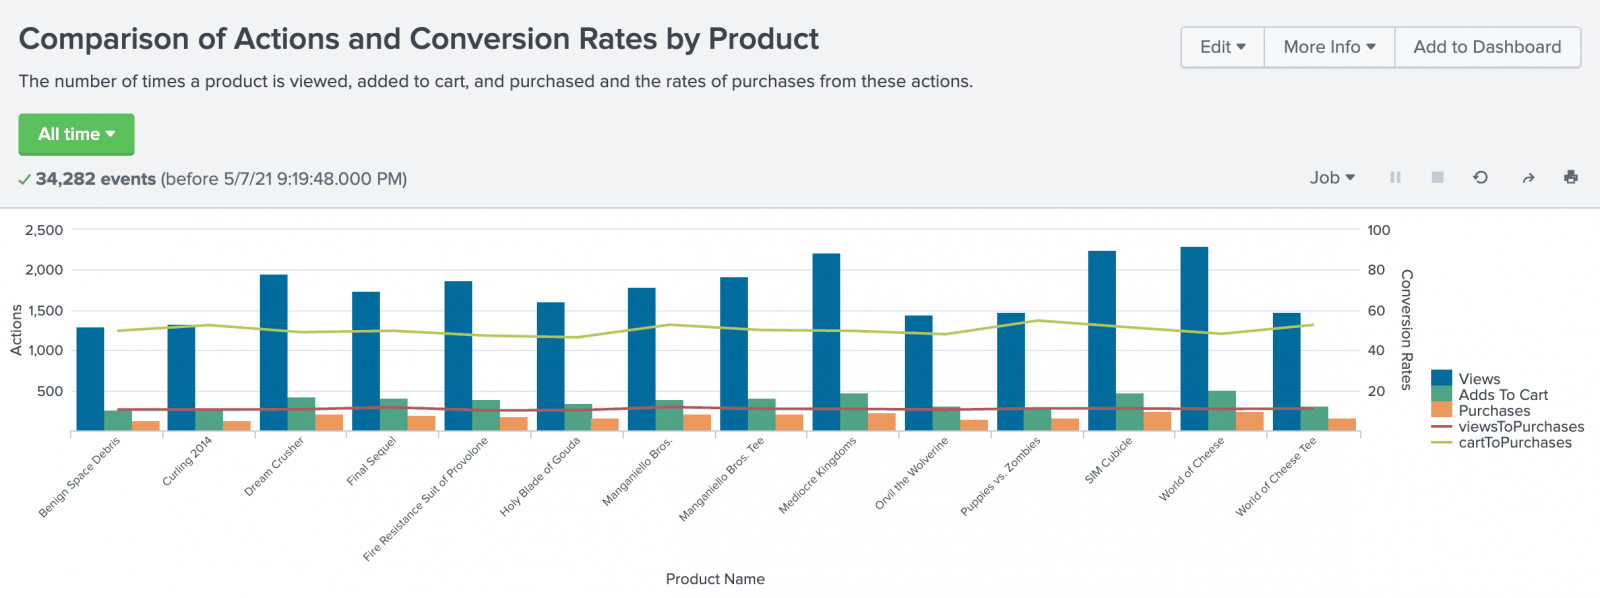 Comparison of Actions and Conversion Rates by Product
Edit
More Info
Add to Dashboard
The number of times a product is viewed, added to cart, and purchased and the rates of purchases from these actions.
All time
34,282 events (before 5/7/21 9:19:48.000 PM)
Job
2,500
2,000
1,500
1,000
500
Actions
100
80
60
40
20
Conversion Rates
Views
Adds To Cart
Purchases
viewsToPurchases
cartToPurchases
Benign Space Debris
Curling 2014
Dream Crusher
Final Sequel
Fire Resistance Suit of Provolone
Holy Blade of Gouda
Manganiello Bros.
Manganiello Bros. Tee
Mediocre Kingdoms
Orvil the Wolverine
Puppies vs. Zombies
SIM Cubicle
World of Cheese
World of Cheese Tee
Product Name